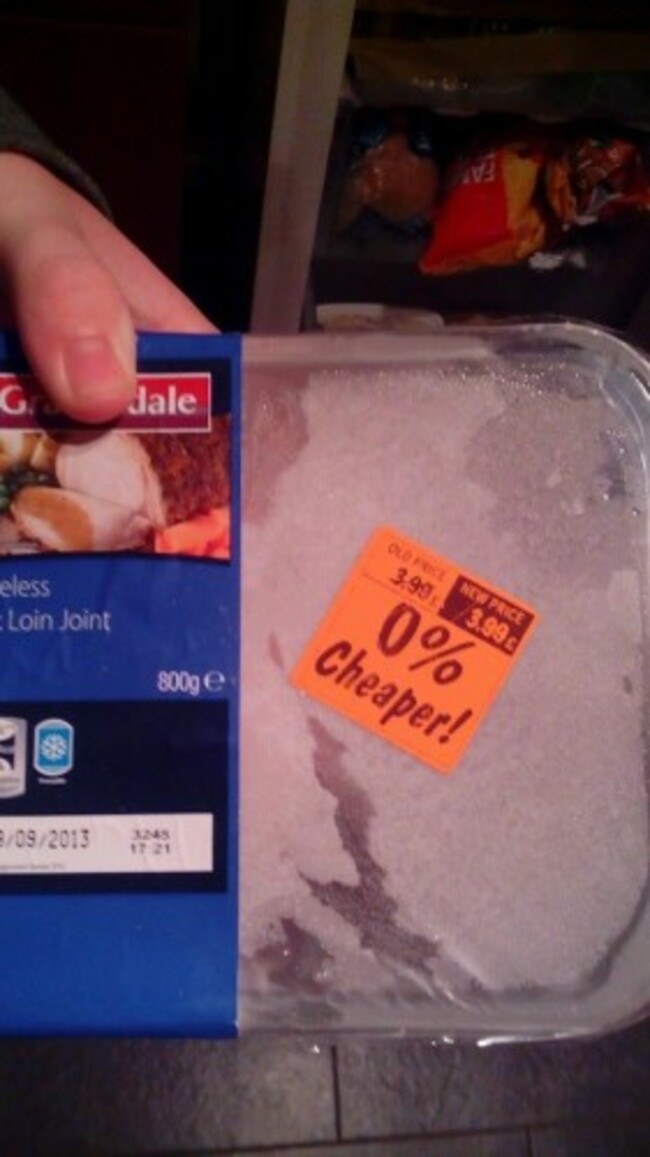 dale
eless
Loin Joint
800g e
/09/2013
3245
17:21
OLD PRICE
3.99£
NEW PRICE
3.99£
0%
Cheaper!